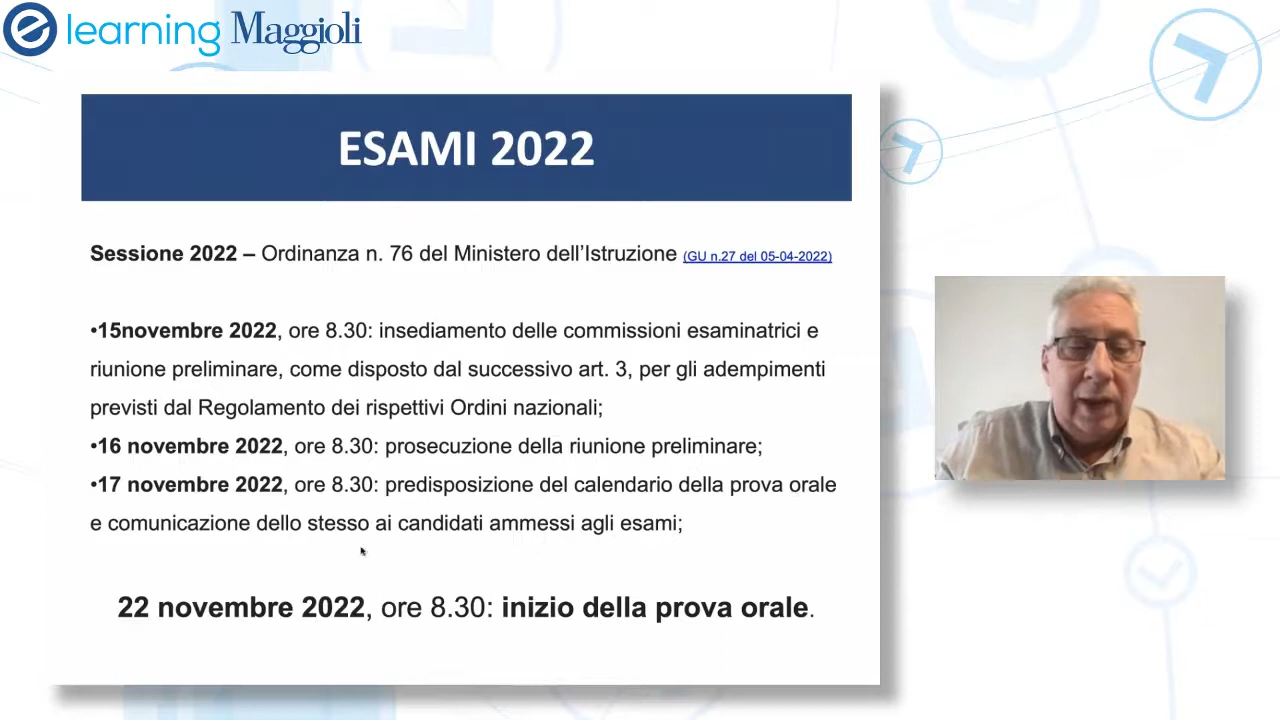 e learning Maggioli
ESAMI 2022
Sessione 2022 – Ordinanza n. 76 del Ministero dell'Istruzione (GU n.27 del 05-04-2022)
•15novembre 2022, ore 8.30: insediamento delle commissioni esaminatrici e
riunione preliminare, come disposto dal successivo art. 3, per gli adempimenti
previsti dal Regolamento dei rispettivi Ordini nazionali;
•16 novembre 2022, ore 8.30: prosecuzione della riunione preliminare;
•17 novembre 2022, ore 8.30: predisposizione del calendario della prova orale
e comunicazione dello stesso ai candidati ammessi agli esami;
22 novembre 2022, ore 8.30: inizio della prova orale.